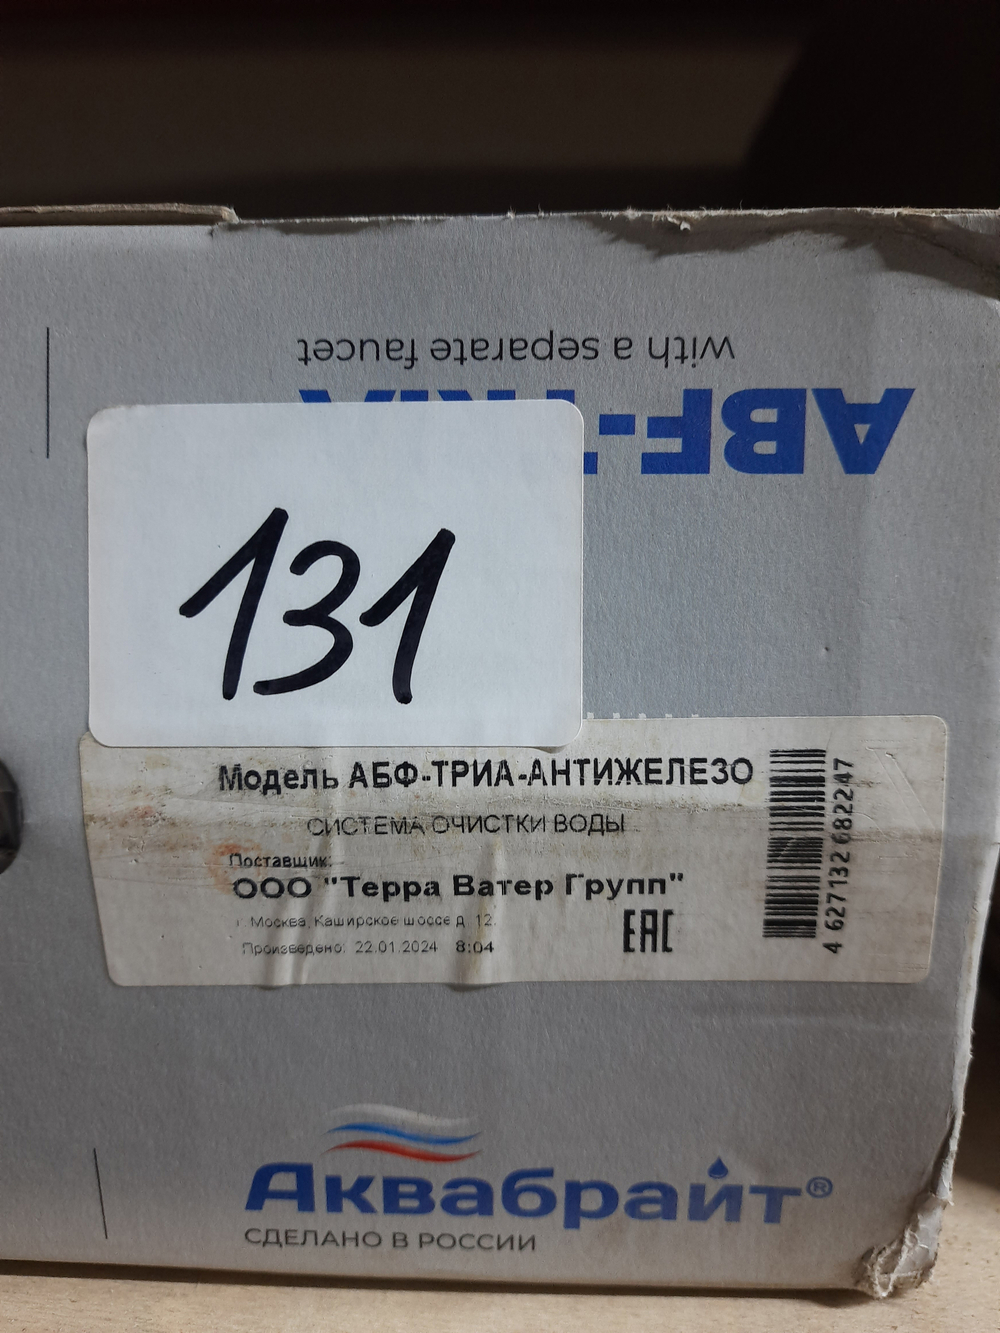 with a separate faucet
ABF-TRIA
131
Модель АБФ-ТРИА-АНТИЖЕЛЕЗО
СИСТЕМА ОЧИСТКИ ВОДЫ
Поставщик:
ООО "Терра Ватер Групп"
г. Москва, Каширское шоссе д. 12.
Произведено: 22.01.2024 8:04
EAC
4 627132 682247
Аквабрайт®
СДЕЛАНО В РОССИИ